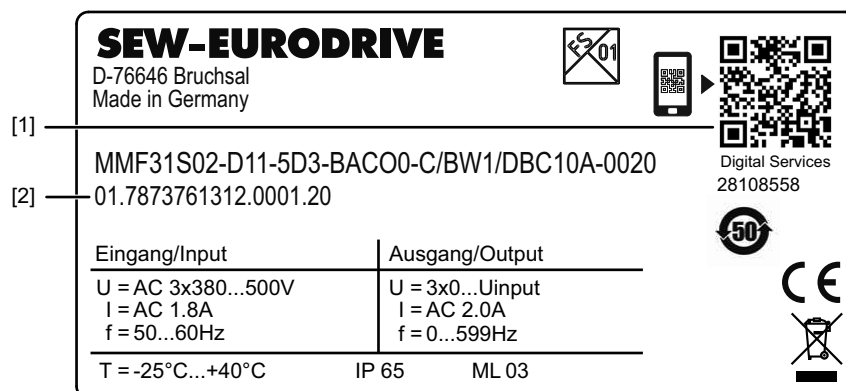 SEW-EURODRIVE
D-76646 Bruchsal
Made in Germany
FS 01
[1]
MMF31S02-D11-5D3-BACO0-C/BW1/DBC10A-0020
[2]
01.7873761312.0001.20
Digital Services
28108558
50
Eingang/Input
U = AC 3x380...500V
I = AC 1.8A
f = 50...60Hz
Ausgang/Output
U = 3x0...Uinput
I = AC 2.0A
f = 0...599Hz
CE
T = -25°C...+40°C IP 65 ML 03